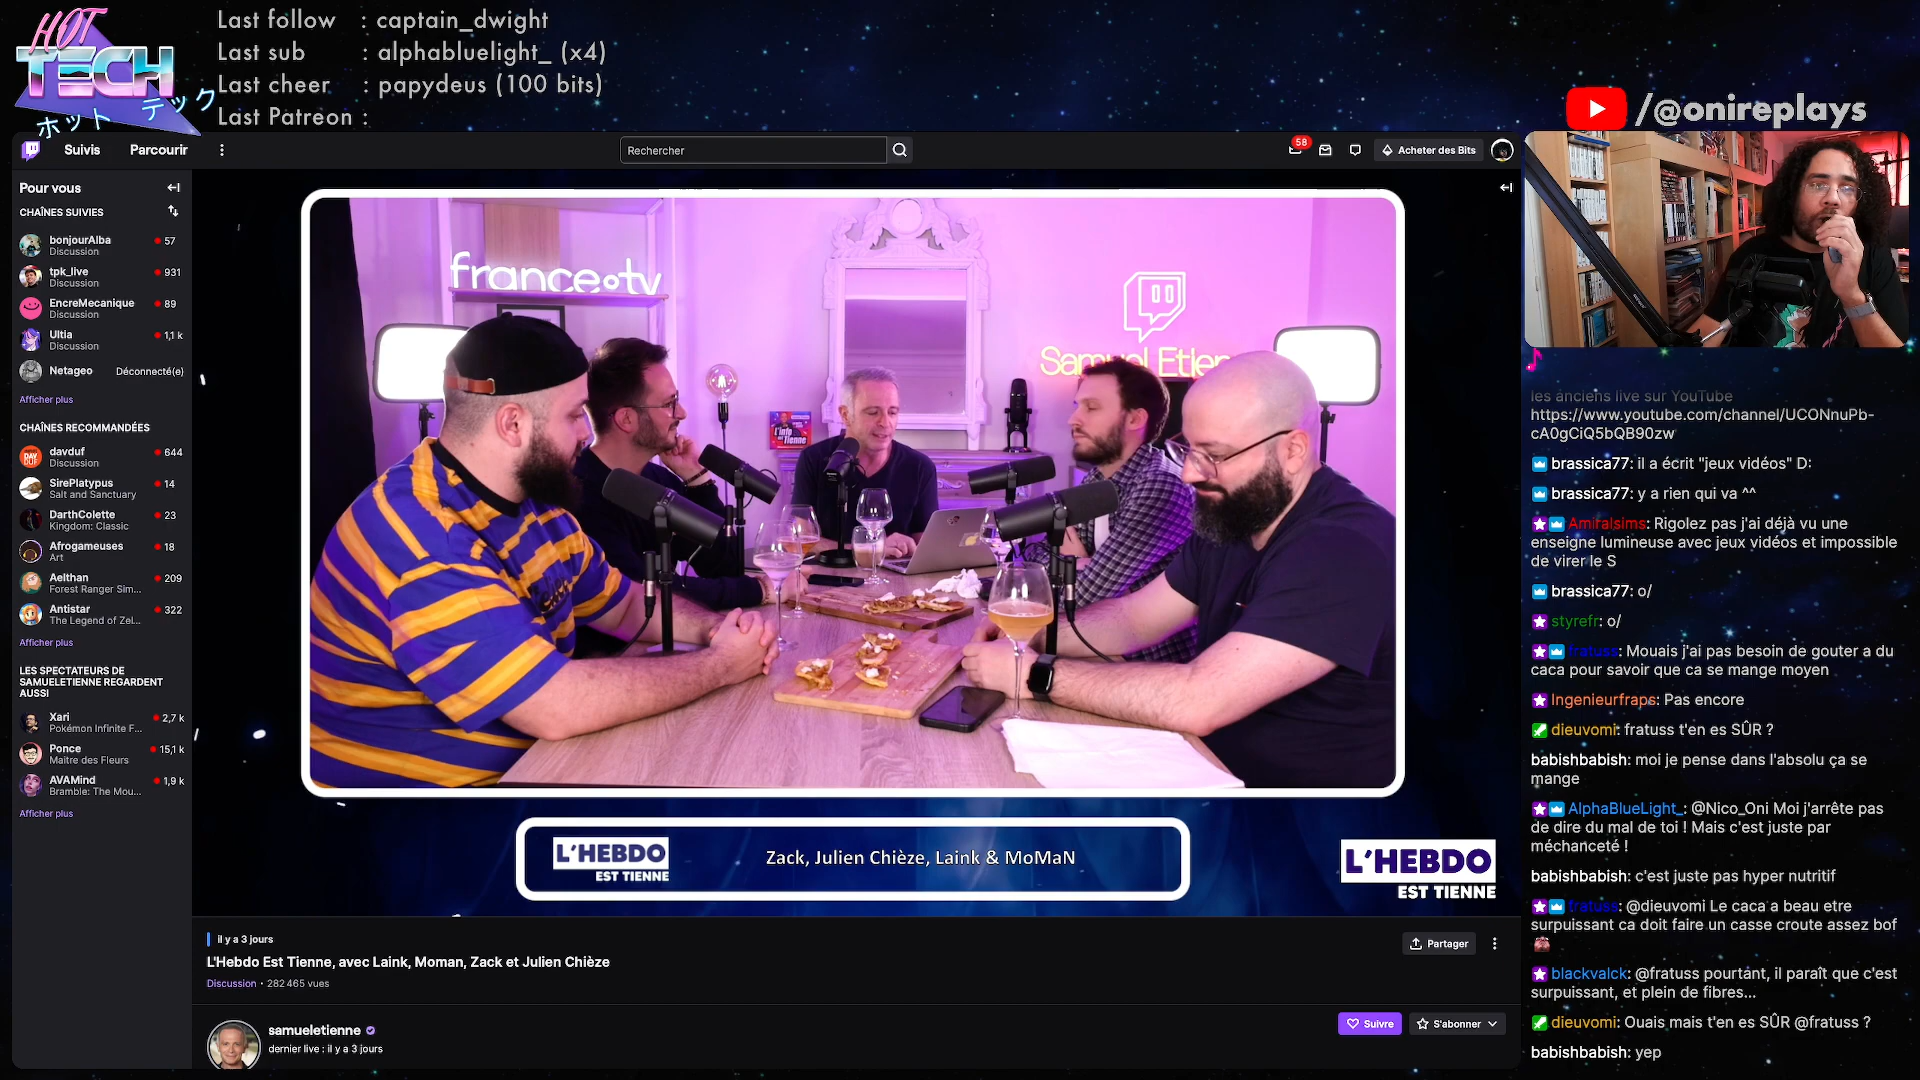 HOT
TECH
ホット テック
Last follow : captain_dwight
Last sub : alphabluelight_ (x4)
Last cheer : papydeus (100 bits)
Last Patreon :
/@onireplays
Suivis
Parcourir
Rechercher
58
Acheter des Bits
Pour vous
CHAÎNES SUIVIES
bonjourAlba
57
Discussion
tpk_live
931
Discussion
EncreMecanique
89
Discussion
Ultia
1,1 k
Discussion
Netageo
Déconnecté(e)
Afficher plus
CHAÎNES RECOMMANDÉES
davduf
644
Discussion
SirePlatypus
14
Salt and Sanctuary
DarthColette
23
Kingdom: Classic
Afrogameuses
18
Art
Aelthan
209
Forest Ranger Sim...
Antistar
322
The Legend of Zel...
Afficher plus
LES SPECTATEURS DE
SAMUELETIENNE REGARDENT
AUSSI
Xari
2,7 k
Pokémon Infinite F...
Ponce
15,1 k
Maitre des Fleurs
AVAMind
1,9 k
Bramble: The Mou...
Afficher plus
france•tv
Samuel Etien
L'info
L'HEBDO
EST TIENNE
Zack, Julien Chièze, Laink & MoMaN
L'HEBDO
EST TIENNE
il y a 3 jours
L'Hebdo Est Tienne, avec Laink, Moman, Zack et Julien Chièze
Discussion • 282 465 vues
Partager
samueletienne
dernier live : il y a 3 jours
Suivre
S'abonner
les anciens live sur YouTube
https://www.youtube.com/channel/UCONnuPb-
cA0gCiQ5bQB90zw
brassica77: il a écrit "jeux vidéos" D:
brassica77: y a rien qui va ^^
Amiralsims: Rigolez pas j'ai déjà vu une
enseigne lumineuse avec jeux vidéos et impossible
de virer le S
brassica77: o/
styrefr: o/
fratuss: Mouais j'ai pas besoin de gouter a du
caca pour savoir que ca se mange moyen
Ingenieurfraps: Pas encore
dieuvomi: fratuss t'en es SÛR ?
babishbabish: moi je pense dans l'absolu ça se
mange
AlphaBlueLight_: @Nico_Oni Moi j'arrête pas
de dire du mal de toi ! Mais c'est juste par
méchanceté !
babishbabish: c'est juste pas hyper nutritif
fratuss: @dieuvomi Le caca a beau etre
surpuissant ca doit faire un casse croute assez bof
blackvalck: @fratuss pourtant, il paraît que c'est
surpuissant, et plein de fibres...
dieuvomi: Ouais mais t'en es SÛR @fratuss ?
babishbabish: yep